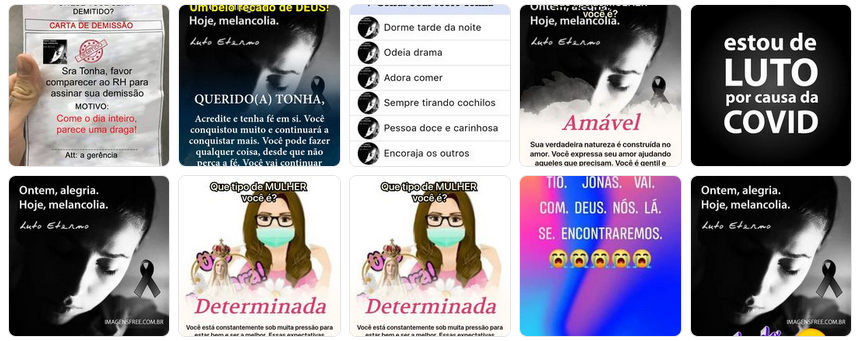 DEMITIDO?
CARTA DE DEMISSÃO
Sra Tonha, favor
comparecer ao RH para
assinar sua demissão
MOTIVO:
Come o dia inteiro,
parece uma draga!
Att: a gerência
Um belo recado de DEUS!
Hoje, melancolia.
Luto Eterno
QUERIDO(A) TONHA,
Acredite e tenha fé em si. Você
conquistou muito e continuará a
conquistar mais. Você pode fazer
qualquer coisa, desde que não
perca a fé. Você vai continuar
Dorme tarde da noite
Odeia drama
Adora comer
Sempre tirando cochilos
Pessoa doce e carinhosa
Encoraja os outros
Ontem, alegria.
você é?
Hoje, melancolia.
Luto Eterno
Amável
Sua verdadeira natureza é construída no
amor. Você expressa seu amor ajudando
aqueles que precisam. Você é gentil e
estou de
LUTO
por causa da
COVID
Ontem, alegria.
Hoje, melancolia.
Luto Eterno
IMAGENSFREE.COM.BR
Que tipo de MULHER
você é?
Determinada
Você está constantemente sob muita pressão para
estar bem e ser a melhor. Essas expectativas
Que tipo de MULHER
você é?
Determinada
Você está constantemente sob muita pressão para
estar bem e ser a melhor. Essas expectativas
TIO. JONAS. VAI.
COM. DEUS. NÓS. LÁ.
SE. ENCONTRAREMOS.
Ontem, alegria.
Hoje, melancolia.
Luto Eterno
IMAGENSFREE.COM.BR